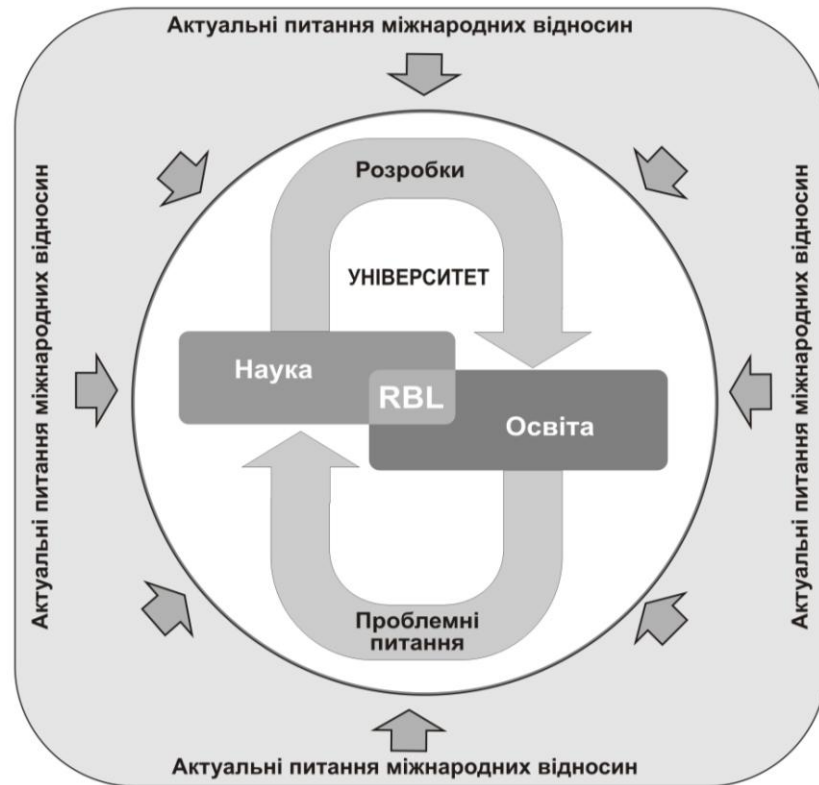 Актуальні питання міжнародних відносин
Розробки
УНІВЕРСИТЕТ
Актуальні питання міжнародних відносин
Актуальні питання міжнародних відносин
Наука
RBL
Освіта
Проблемні
питання
Актуальні питання міжнародних відносин